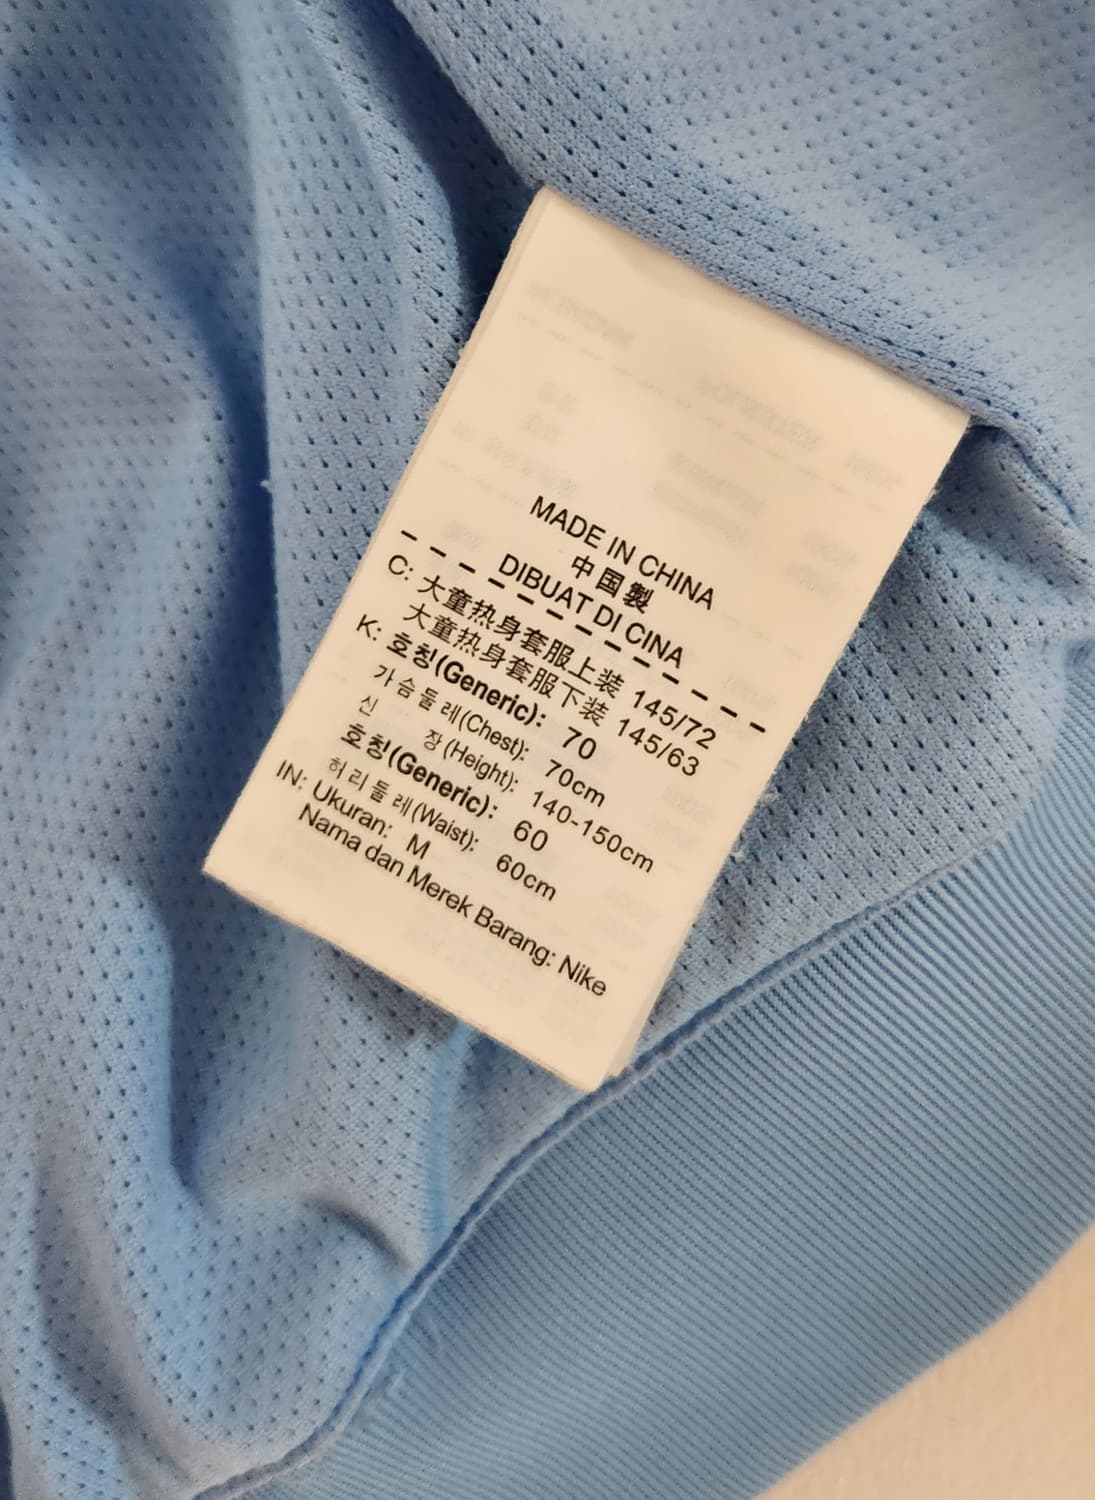 MADE IN CHINA
中国製
DIBUAT DI CINA
C: 大童热身套服上装 145/72
大童热身套服下装 145/63
K: 호칭(Generic): 70
가슴둘레(Chest): 70cm
신 장(Height): 140-150cm
호칭(Generic): 60
허리둘레(Waist): 60cm
IN: Ukuran: M
Nama dan Merek Barang: Nike